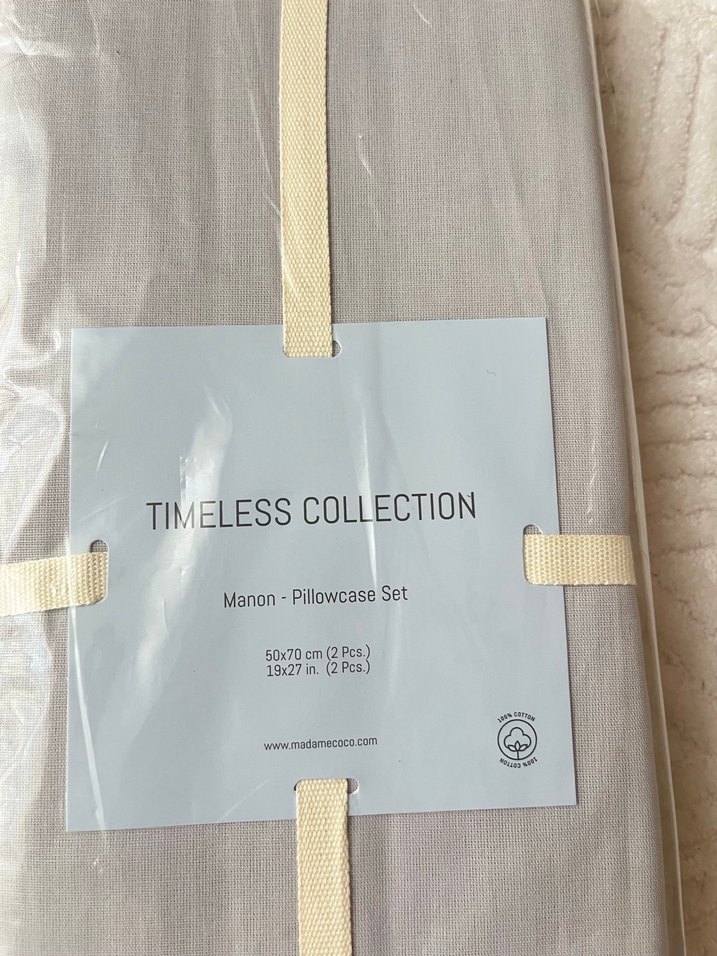 TIMELESS COLLECTION
Manon - Pillowcase Set
50x70 cm (2 Pcs.)
19x27 in. (2 Pcs.)
www.madamecoco.com
100% COTTON
100% COTTON